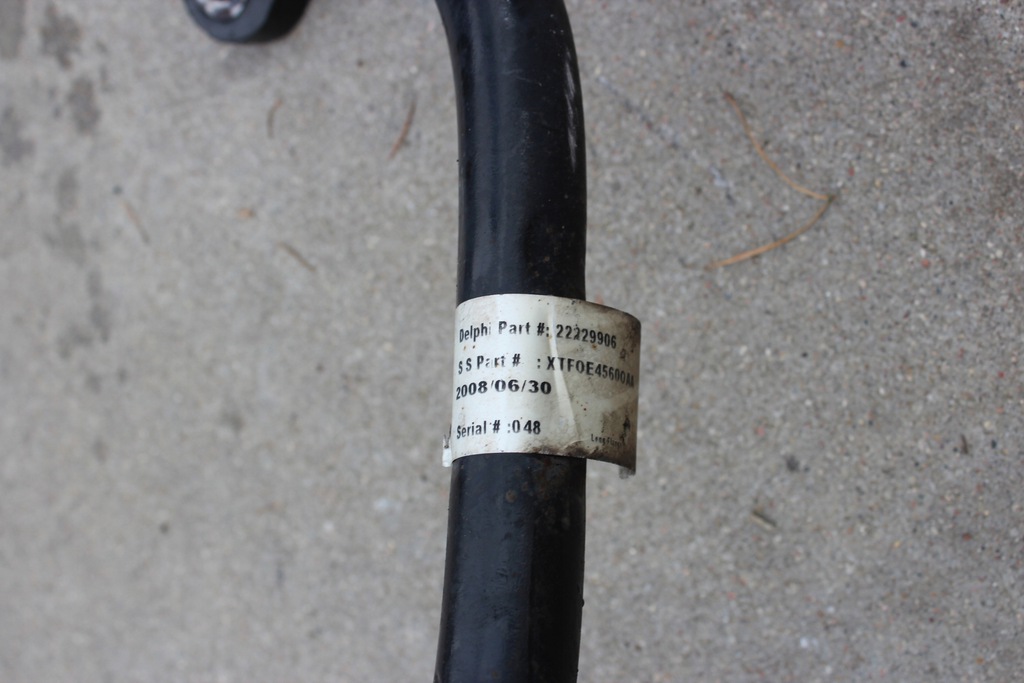 Delphi Part #: 22229906
S S Part # : XTFOE45600AA
2008/06/30
Serial # :048